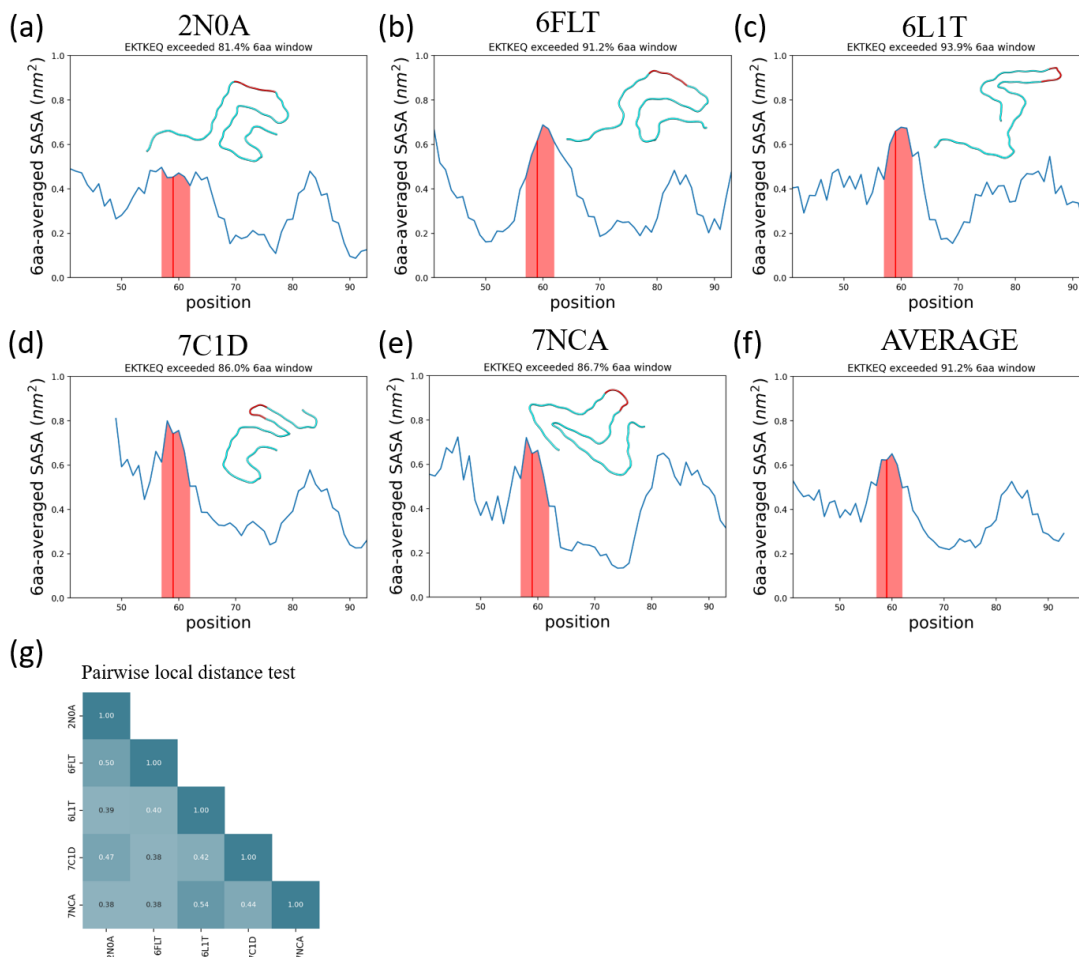 (a) 2N0A
EKTKEQ exceeded 81.4% 6aa window
6aa-averaged SASA (nm²)
1.0
0.8
0.6
0.4
0.2
0.0
50 60 70 80 90
position
(b) 6FLT
EKTKEQ exceeded 91.2% 6aa window
6aa-averaged SASA (nm²)
1.0
0.8
0.6
0.4
0.2
0.0
50 60 70 80 90
position
(c) 6L1T
EKTKEQ exceeded 93.9% 6aa window
6aa-averaged SASA (nm²)
1.0
0.8
0.6
0.4
0.2
0.0
50 60 70 80 90
position
(d) 7C1D
EKTKEQ exceeded 86.0% 6aa window
6aa-averaged SASA (nm²)
1.0
0.8
0.6
0.4
0.2
0.0
50 60 70 80 90
position
(e) 7NCA
EKTKEQ exceeded 86.7% 6aa window
6aa-averaged SASA (nm²)
1.0
0.8
0.6
0.4
0.2
0.0
50 60 70 80 90
position
(f) AVERAGE
EKTKEQ exceeded 91.2% 6aa window
6aa-averaged SASA (nm²)
1.0
0.8
0.6
0.4
0.2
0.0
50 60 70 80 90
position
(g)
Pairwise local distance test
2N0A 1.00
6FLT 0.50 1.00
6L1T 0.39 0.40 1.00
7C1D 0.47 0.38 0.42 1.00
7NCA 0.38 0.38 0.54 0.44 1.00
2N0A 6FLT 6L1T 7C1D 7NCA